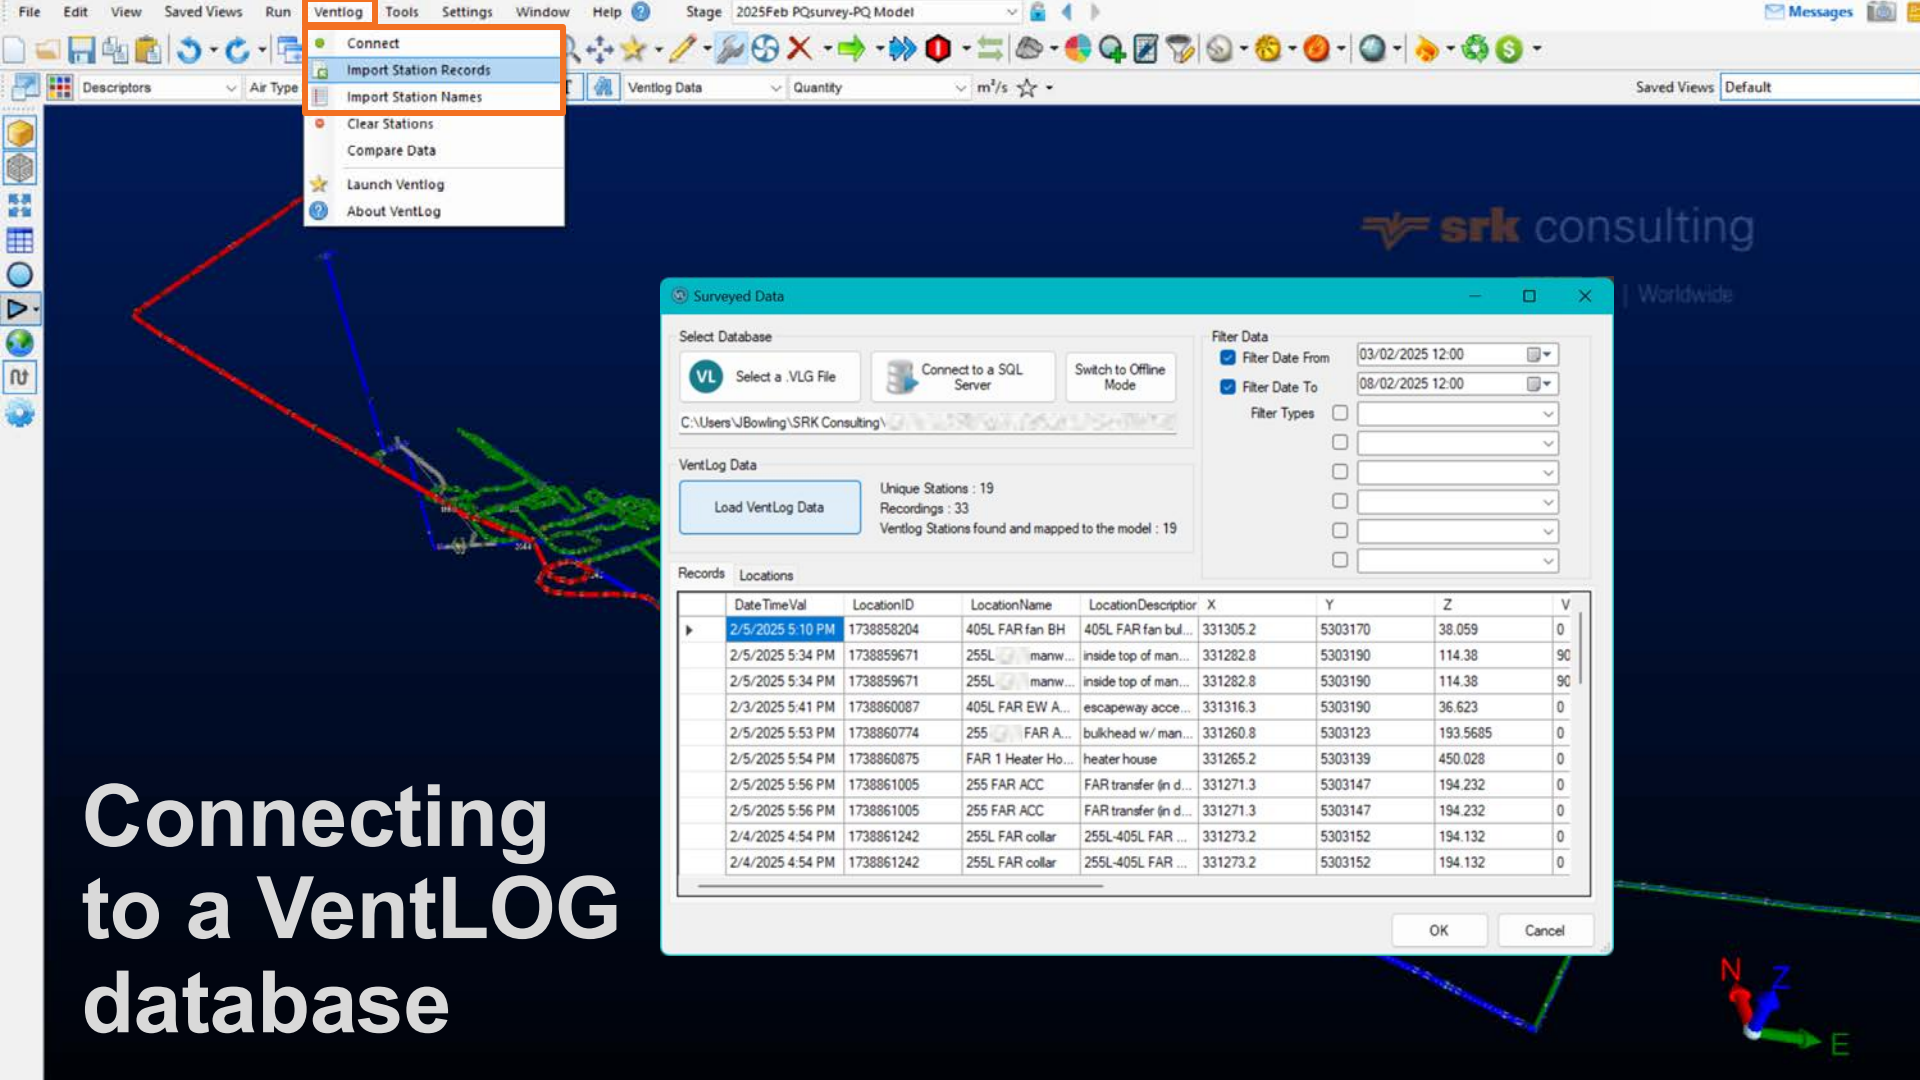 File Edit View Saved Views Run Ventlog Tools Settings Window Help Stage 2025Feb PQsurvey-PQ Model Messages
Descriptors Air Type Ventlog Data Quantity m³/s Saved Views Default
Connect
Import Station Records
Import Station Names
Clear Stations
Compare Data
Launch Ventlog
About VentLog
srk consulting
| Worldwide
Surveyed Data
Select Database
VL Select a .VLG File
Connect to a SQL
Server
Switch to Offline
Mode
C:\Users\JBowling\SRK Consulting\
Filter Data
Filter Date From 03/02/2025 12:00
Filter Date To 08/02/2025 12:00
Filter Types
VentLog Data
Load VentLog Data
Unique Stations : 19
Recordings : 33
Ventlog Stations found and mapped to the model : 19
Records Locations
DateTimeVal LocationID LocationName LocationDescription X Y Z V
2/5/2025 5:10 PM 1738858204 405L FAR fan BH 405L FAR fan bul... 331305.2 5303170 38.059 0
2/5/2025 5:34 PM 1738859671 255L manw... inside top of man... 331282.8 5303190 114.38 90
2/5/2025 5:34 PM 1738859671 255L manw... inside top of man... 331282.8 5303190 114.38 90
2/3/2025 5:41 PM 1738860087 405L FAR EW A... escapeway acce... 331316.3 5303190 36.623 0
2/5/2025 5:53 PM 1738860774 255 FAR A... bulkhead w/ man... 331260.8 5303123 193.5685 0
2/5/2025 5:54 PM 1738860875 FAR 1 Heater Ho... heater house 331265.2 5303139 450.028 0
2/5/2025 5:56 PM 1738861005 255 FAR ACC FAR transfer (in d... 331271.3 5303147 194.232 0
2/5/2025 5:56 PM 1738861005 255 FAR ACC FAR transfer (in d... 331271.3 5303147 194.232 0
2/4/2025 4:54 PM 1738861242 255L FAR collar 255L-405L FAR ... 331273.2 5303152 194.132 0
2/4/2025 4:54 PM 1738861242 255L FAR collar 255L-405L FAR ... 331273.2 5303152 194.132 0
OK Cancel
Connecting
to a VentLOG
database
N Z
E